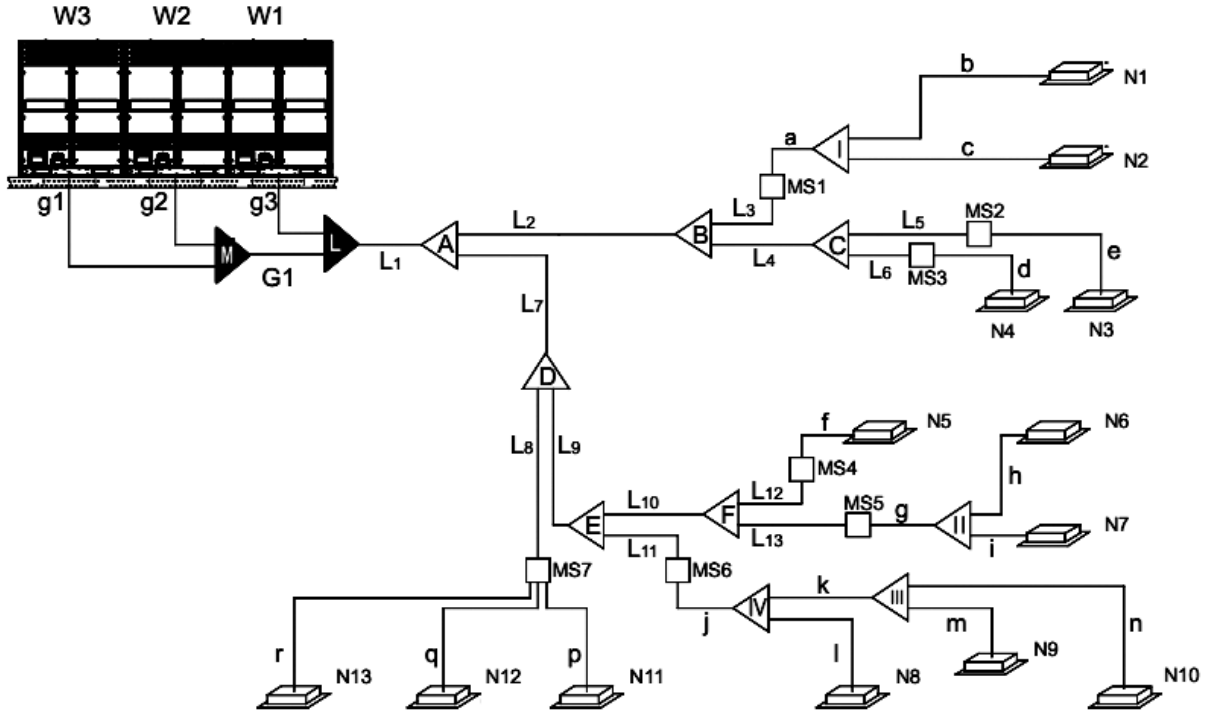 W3 W2 W1
b
N1
a
I
c
N2
MS1
g1 g2 g3
L3
L2
MS2
L5
B
A
C
L
M
G1
L1
L4
L6
MS3
d
e
L7
N4
N3
D
f
N5
N6
L8
L9
MS4
h
L12
L10
MS5
F
g
II
N7
E
L13
i
L11
MS7
MS6
k
III
IV
j
m
n
r
q
p
l
N9
N13
N12
N11
N8
N10